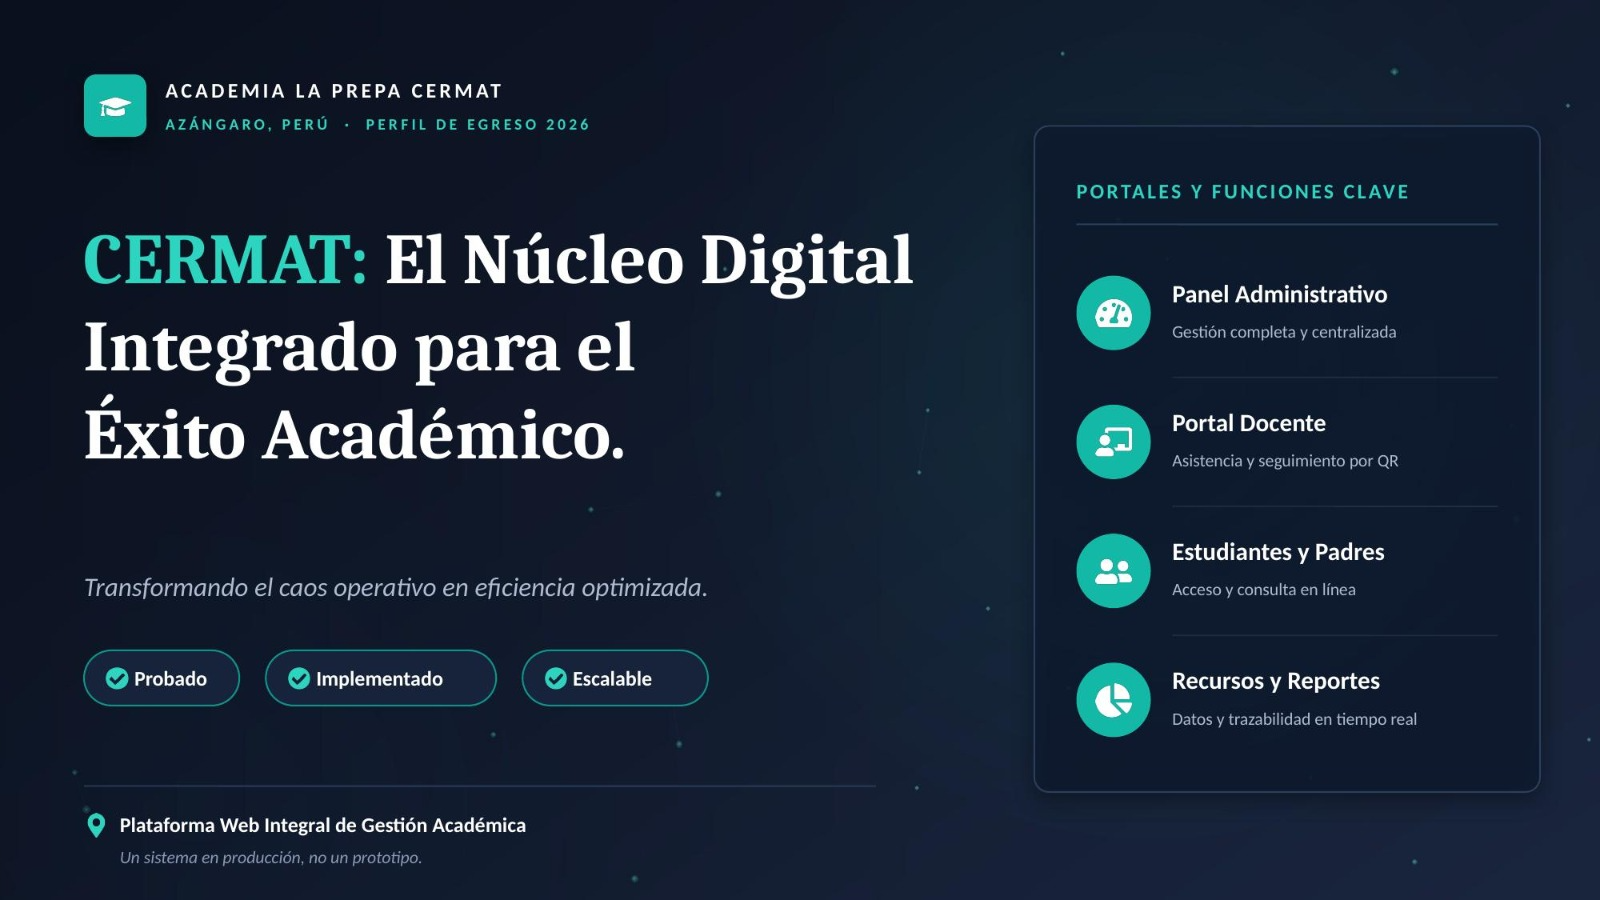 ACADEMIA LA PREPA CERMAT
AZÁNGARO, PERÚ · PERFIL DE EGRESO 2026
CERMAT: El Núcleo Digital
Integrado para el
Éxito Académico.
Transformando el caos operativo en eficiencia optimizada.
Probado
Implementado
Escalable
Plataforma Web Integral de Gestión Académica
Un sistema en producción, no un prototipo.
PORTALES Y FUNCIONES CLAVE
Panel Administrativo
Gestión completa y centralizada
Portal Docente
Asistencia y seguimiento por QR
Estudiantes y Padres
Acceso y consulta en línea
Recursos y Reportes
Datos y trazabilidad en tiempo real